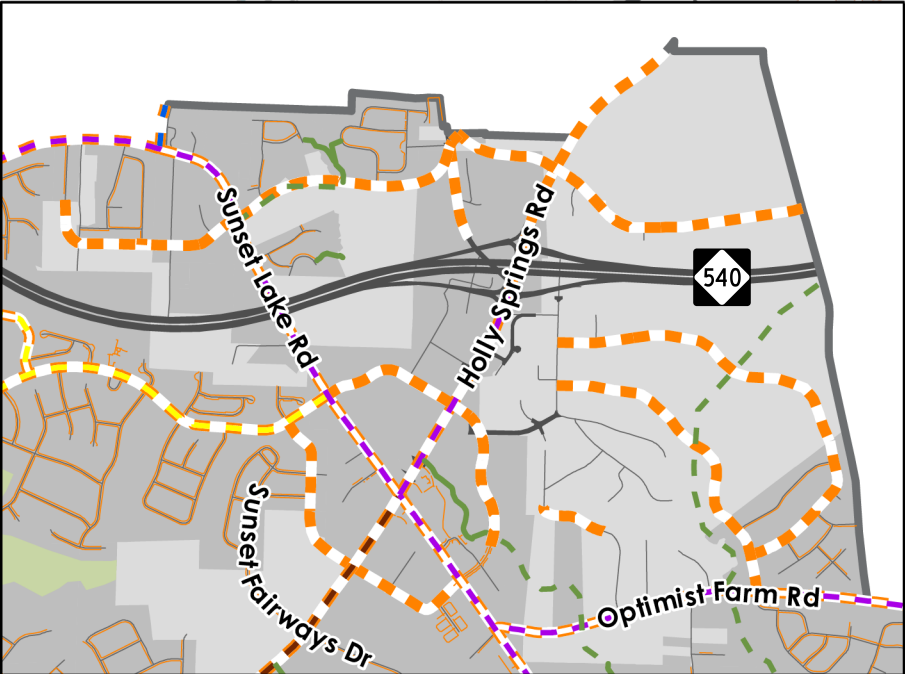 Sunset Lake Rd
Holly Springs Rd
540
Sunset Fairways Dr
Optimist Farm Rd